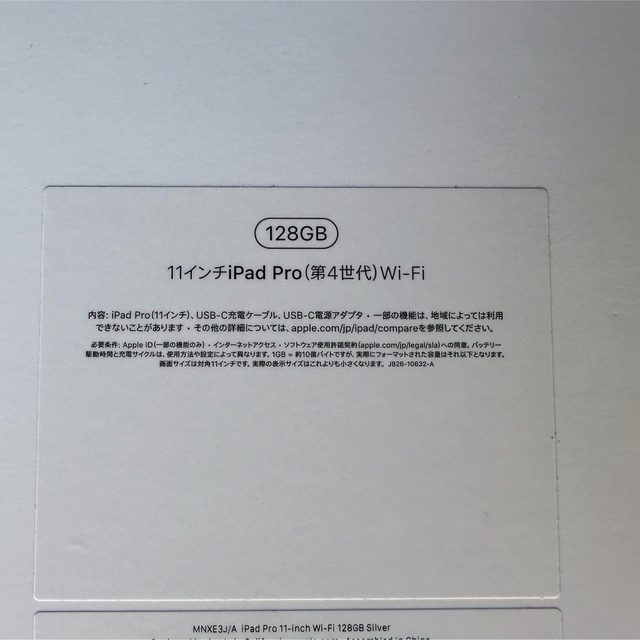 128GB
11インチiPad Pro（第4世代）Wi-Fi
内容: iPad Pro（11インチ）、USB-C充電ケーブル、USB-C電源アダプタ・一部の機能は、地域によっては利用
できないことがあります・その他の詳細については、apple.com/jp/ipad/compareを参照してください。
必要条件: Apple ID（一部の機能のみ）・インターネットアクセス・ソフトウェア使用許諾契約（apple.com/jp/legal/sla）への同意。バッテリー
駆動時間と充電サイクルは、使用方法や設定によって異なります。1GB = 約10億バイトですが、実際にフォーマットされた容量はそれ以下となります。
画面サイズは対角11インチです。実際の表示サイズはこれよりも小さくなります。 J826-10632-A
MNXE3J/A iPad Pro 11-inch Wi-Fi 128GB Silver